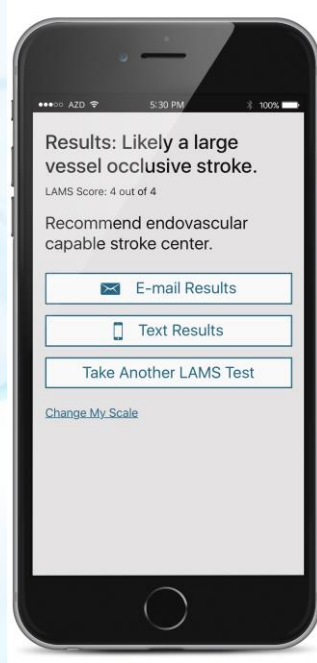 AZD 5:30 PM 100%
Results: Likely a large
vessel occlusive stroke.
LAMS Score: 4 out of 4
Recommend endovascular
capable stroke center.
E-mail Results
Text Results
Take Another LAMS Test
Change My Scale